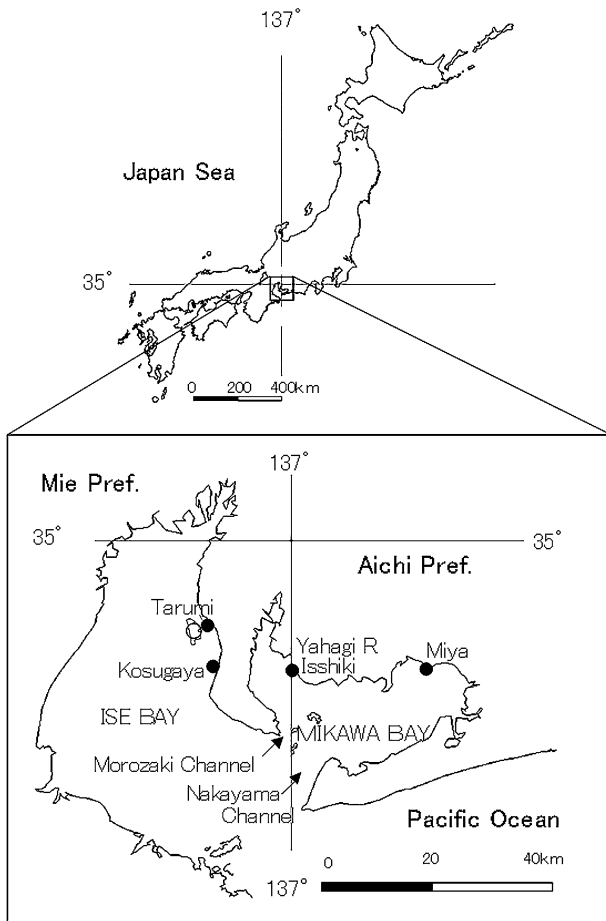 137°
Japan Sea
35°
0 200 400km
137°
Mie Pref.
35° 35°
Aichi Pref.
Tarumi
Yahagi R
Miya
Kosugaya
Isshiki
ISE BAY
MIKAWA BAY
Morozaki Channel
Nakayama
Channel
Pacific Ocean
0 20 40km
137°